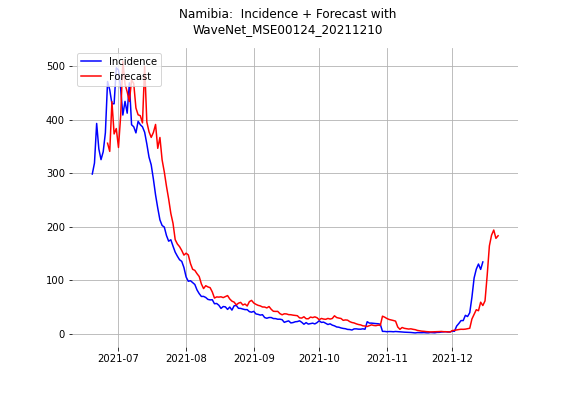 Namibia:  Incidence + Forecast with
WaveNet_MSE00124_20211210
Incidence
Forecast
500
400
300
200
100
0
2021-07 2021-08 2021-09 2021-10 2021-11 2021-12